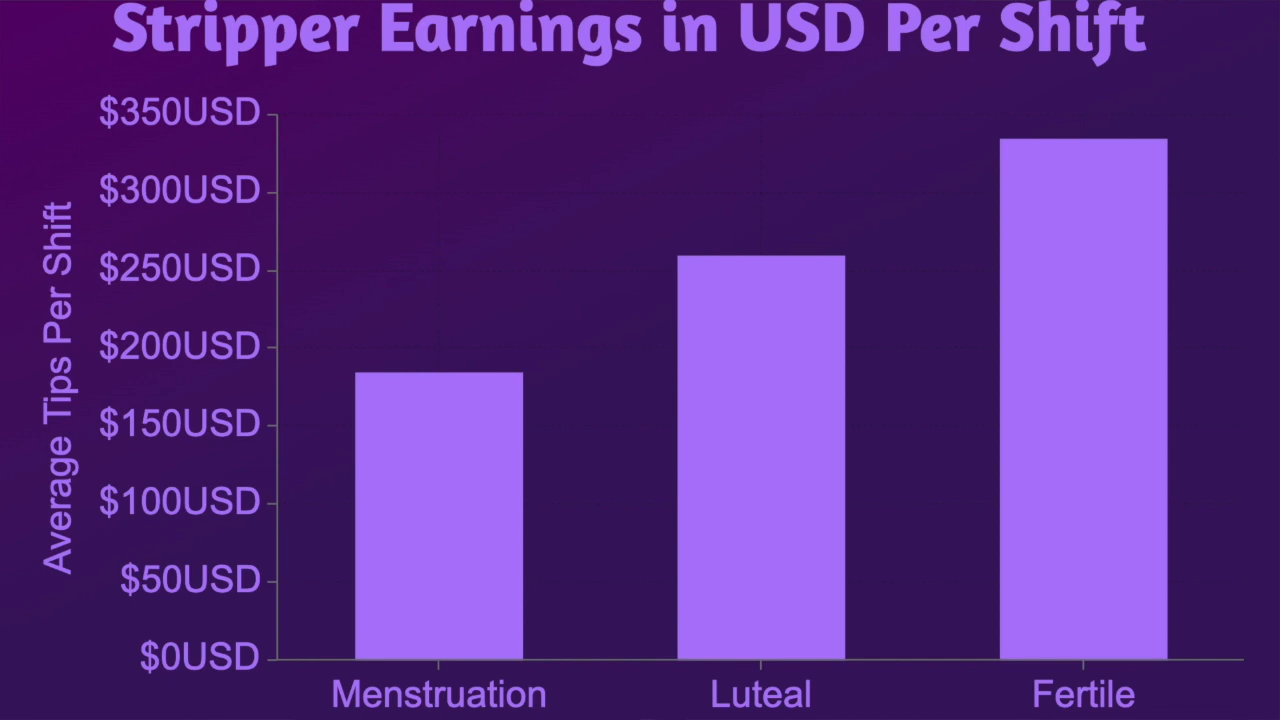 Stripper Earnings in USD Per Shift
Average Tips Per Shift
$350USD
$300USD
$250USD
$200USD
$150USD
$100USD
$50USD
$0USD
Menstruation Luteal Fertile